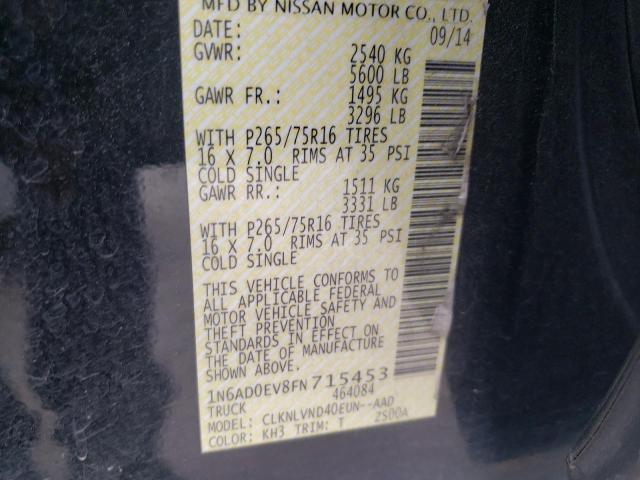 MFD BY NISSAN MOTOR CO., LTD.
DATE: 09/14
GVWR: 2540 KG
5600 LB
GAWR FR.: 1495 KG
3296 LB
WITH P265/75R16 TIRES
16 X 7.0 RIMS AT 35 PSI
COLD SINGLE
GAWR RR.: 1511 KG
3331 LB
WITH P265/75R16 TIRES
16 X 7.0 RIMS AT 35 PSI
COLD SINGLE
THIS VEHICLE CONFORMS TO
ALL APPLICABLE FEDERAL
MOTOR VEHICLE SAFETY AND
THEFT PREVENTION
STANDARDS IN EFFECT ON
THE DATE OF MANUFACTURE
SHOWN ABOVE.
1N6AD0EV8FN715453
TRUCK 464084
MODEL: CLKNLVND40EUN--AAD
COLOR: KH3 TRIM: T 2S00A